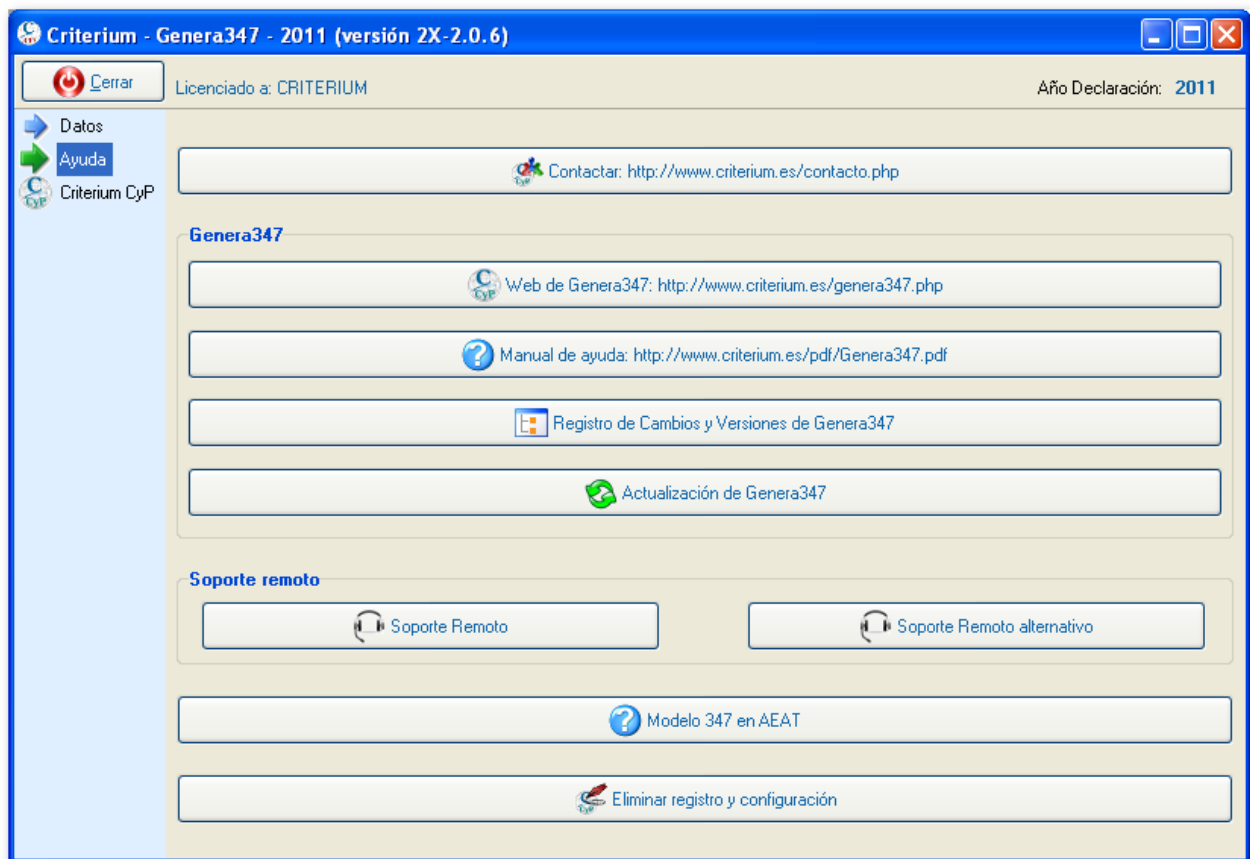 Criterium - Genera347 - 2011 (versión 2X-2.0.6)
Cerrar
Licenciado a: CRITERIUM
Año Declaración: 2011
Datos
Ayuda
Criterium CyP
Contactar: http://www.criterium.es/contacto.php
Genera347
Web de Genera347: http://www.criterium.es/genera347.php
Manual de ayuda: http://www.criterium.es/pdf/Genera347.pdf
Registro de Cambios y Versiones de Genera347
Actualización de Genera347
Soporte remoto
Soporte Remoto
Soporte Remoto alternativo
Modelo 347 en AEAT
Eliminar registro y configuración